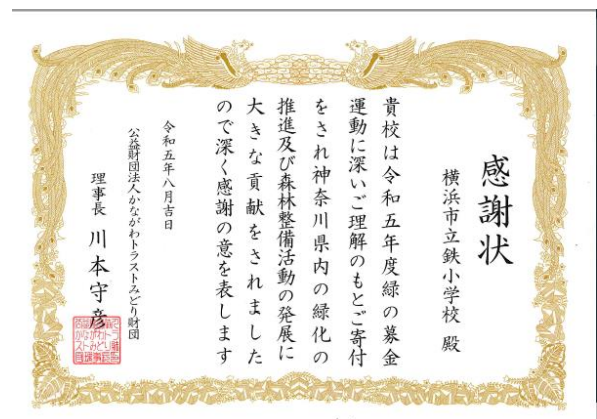 感謝状
横浜市立鉄小学校 殿
貴校は令和五年度緑の募金
運動に深いご理解のもとご寄付
をされ神奈川県内の緑化の
推進及び森林整備活動の発展に
大きな貢献をされました
ので深く感謝の意を表します
令和五年八月吉日
公益財団法人かながわトラストみどり財団
理事長 川本守彦